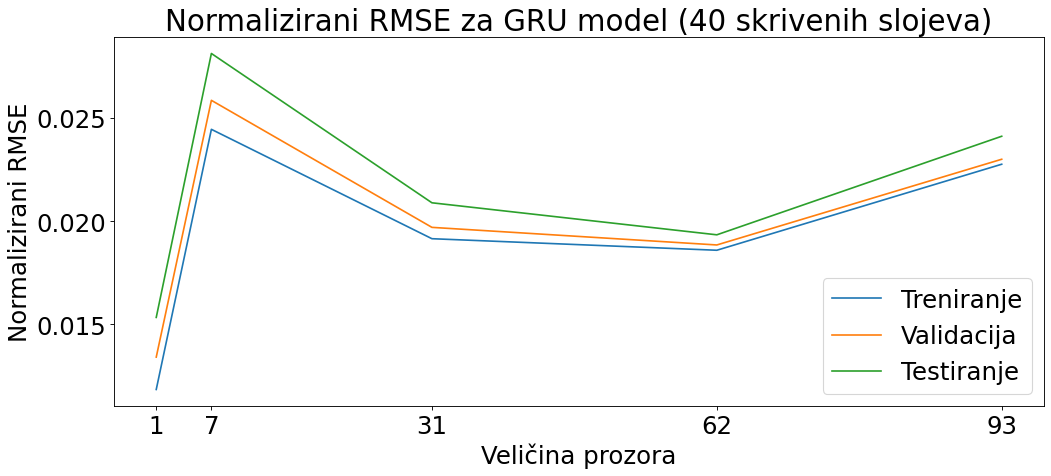 Normalizirani RMSE za GRU model (40 skrivenih slojeva)
Normalizirani RMSE
0.025
0.020
0.015
Treniranje
Validacija
Testiranje
1 7 31 62 93
Veličina prozora